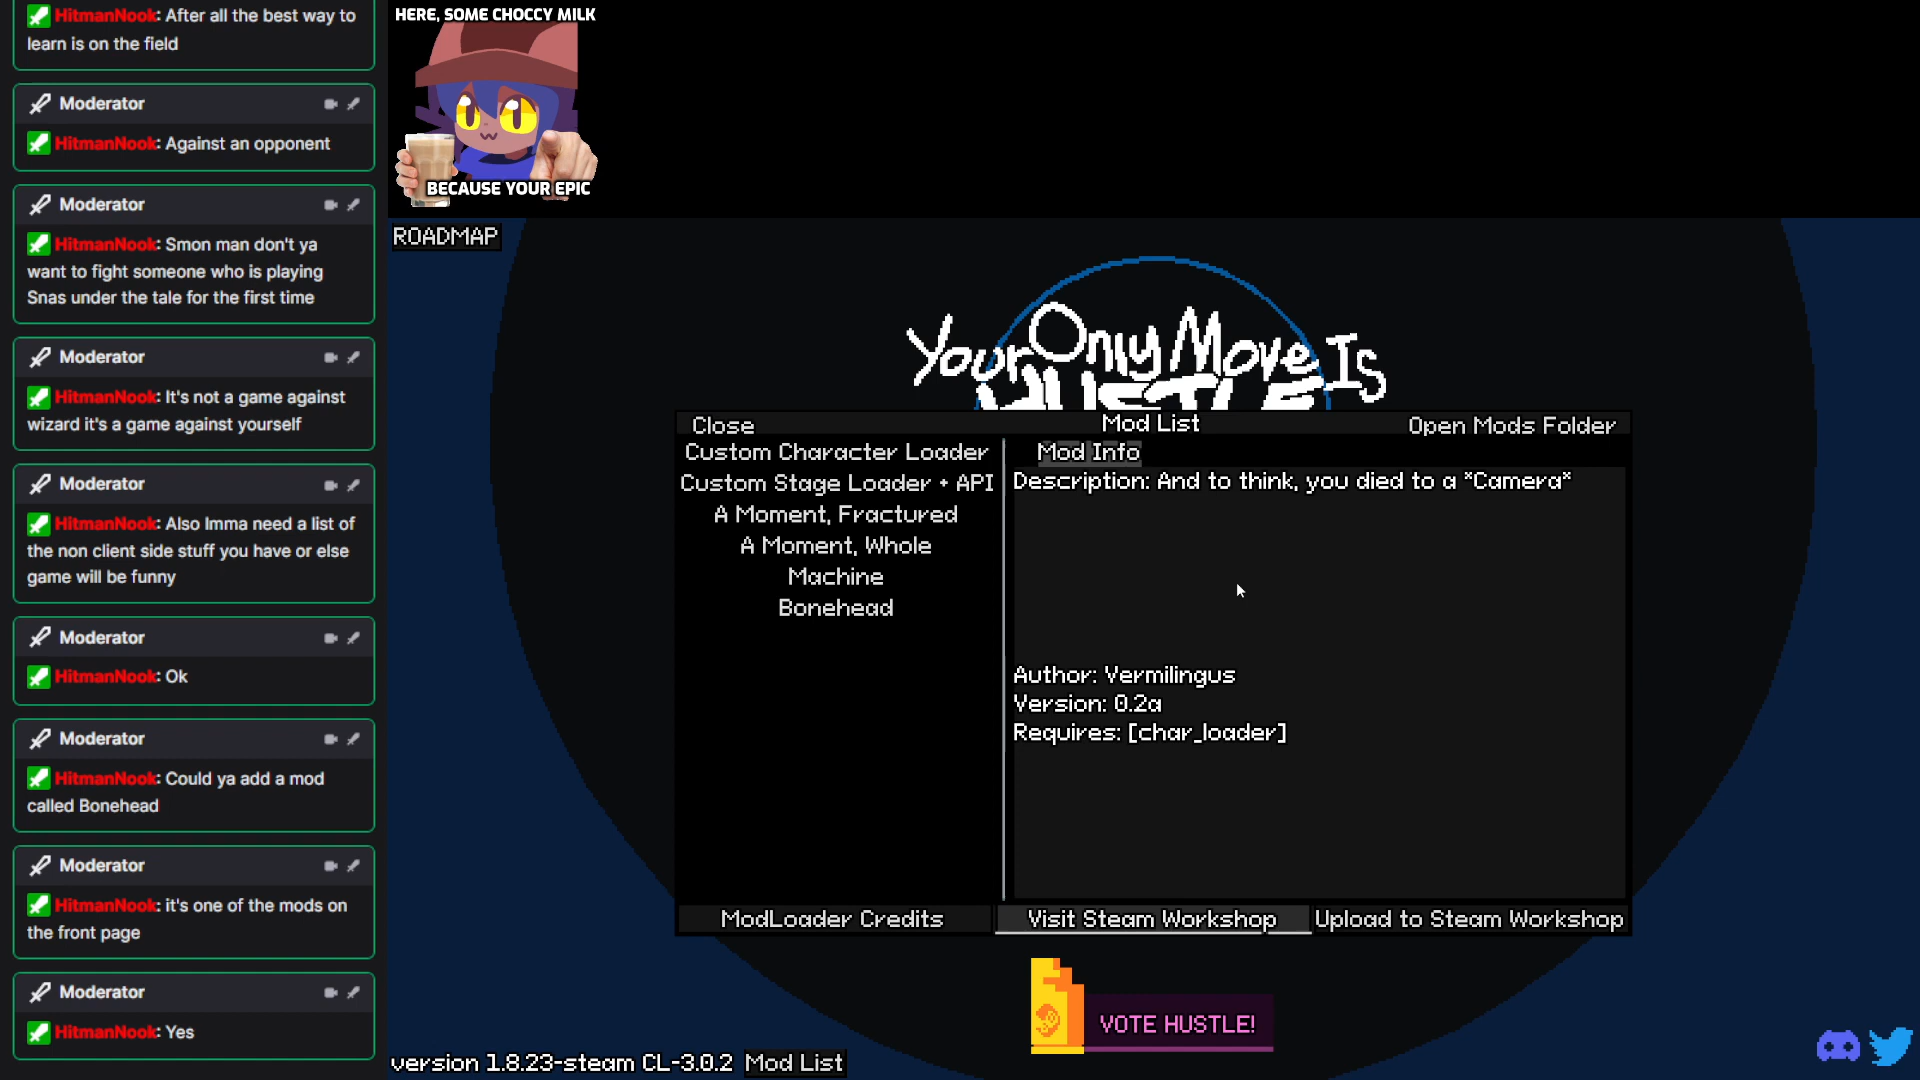 HitmanNook: After all the best way to
learn is on the field
Moderator
HitmanNook: Against an opponent
Moderator
HitmanNook: Smon man don't ya
want to fight someone who is playing
Snas under the tale for the first time
Moderator
HitmanNook: It's not a game against
wizard it's a game against yourself
Moderator
HitmanNook: Also Imma need a list of
the non client side stuff you have or else
game will be funny
Moderator
HitmanNook: Ok
Moderator
HitmanNook: Could ya add a mod
called Bonehead
Moderator
HitmanNook: it's one of the mods on
the front page
Moderator
HitmanNook: Yes
HERE, SOME CHOCCY MILK
BECAUSE YOUR EPIC
ROADMAP
Your Only Move Is
HUSTLE
Close
Mod List
Open Mods Folder
Custom Character Loader
Custom Stage Loader + API
A Moment, Fractured
A Moment, Whole
Machine
Bonehead
Mod Info
Description: And to think, you died to a *Camera*
Author: Vermilingus
Version: 0.2a
Requires: [char_loader]
ModLoader Credits
Visit Steam Workshop
Upload to Steam Workshop
VOTE HUSTLE!
version 1.8.23-steam CL-3.0.2
Mod List